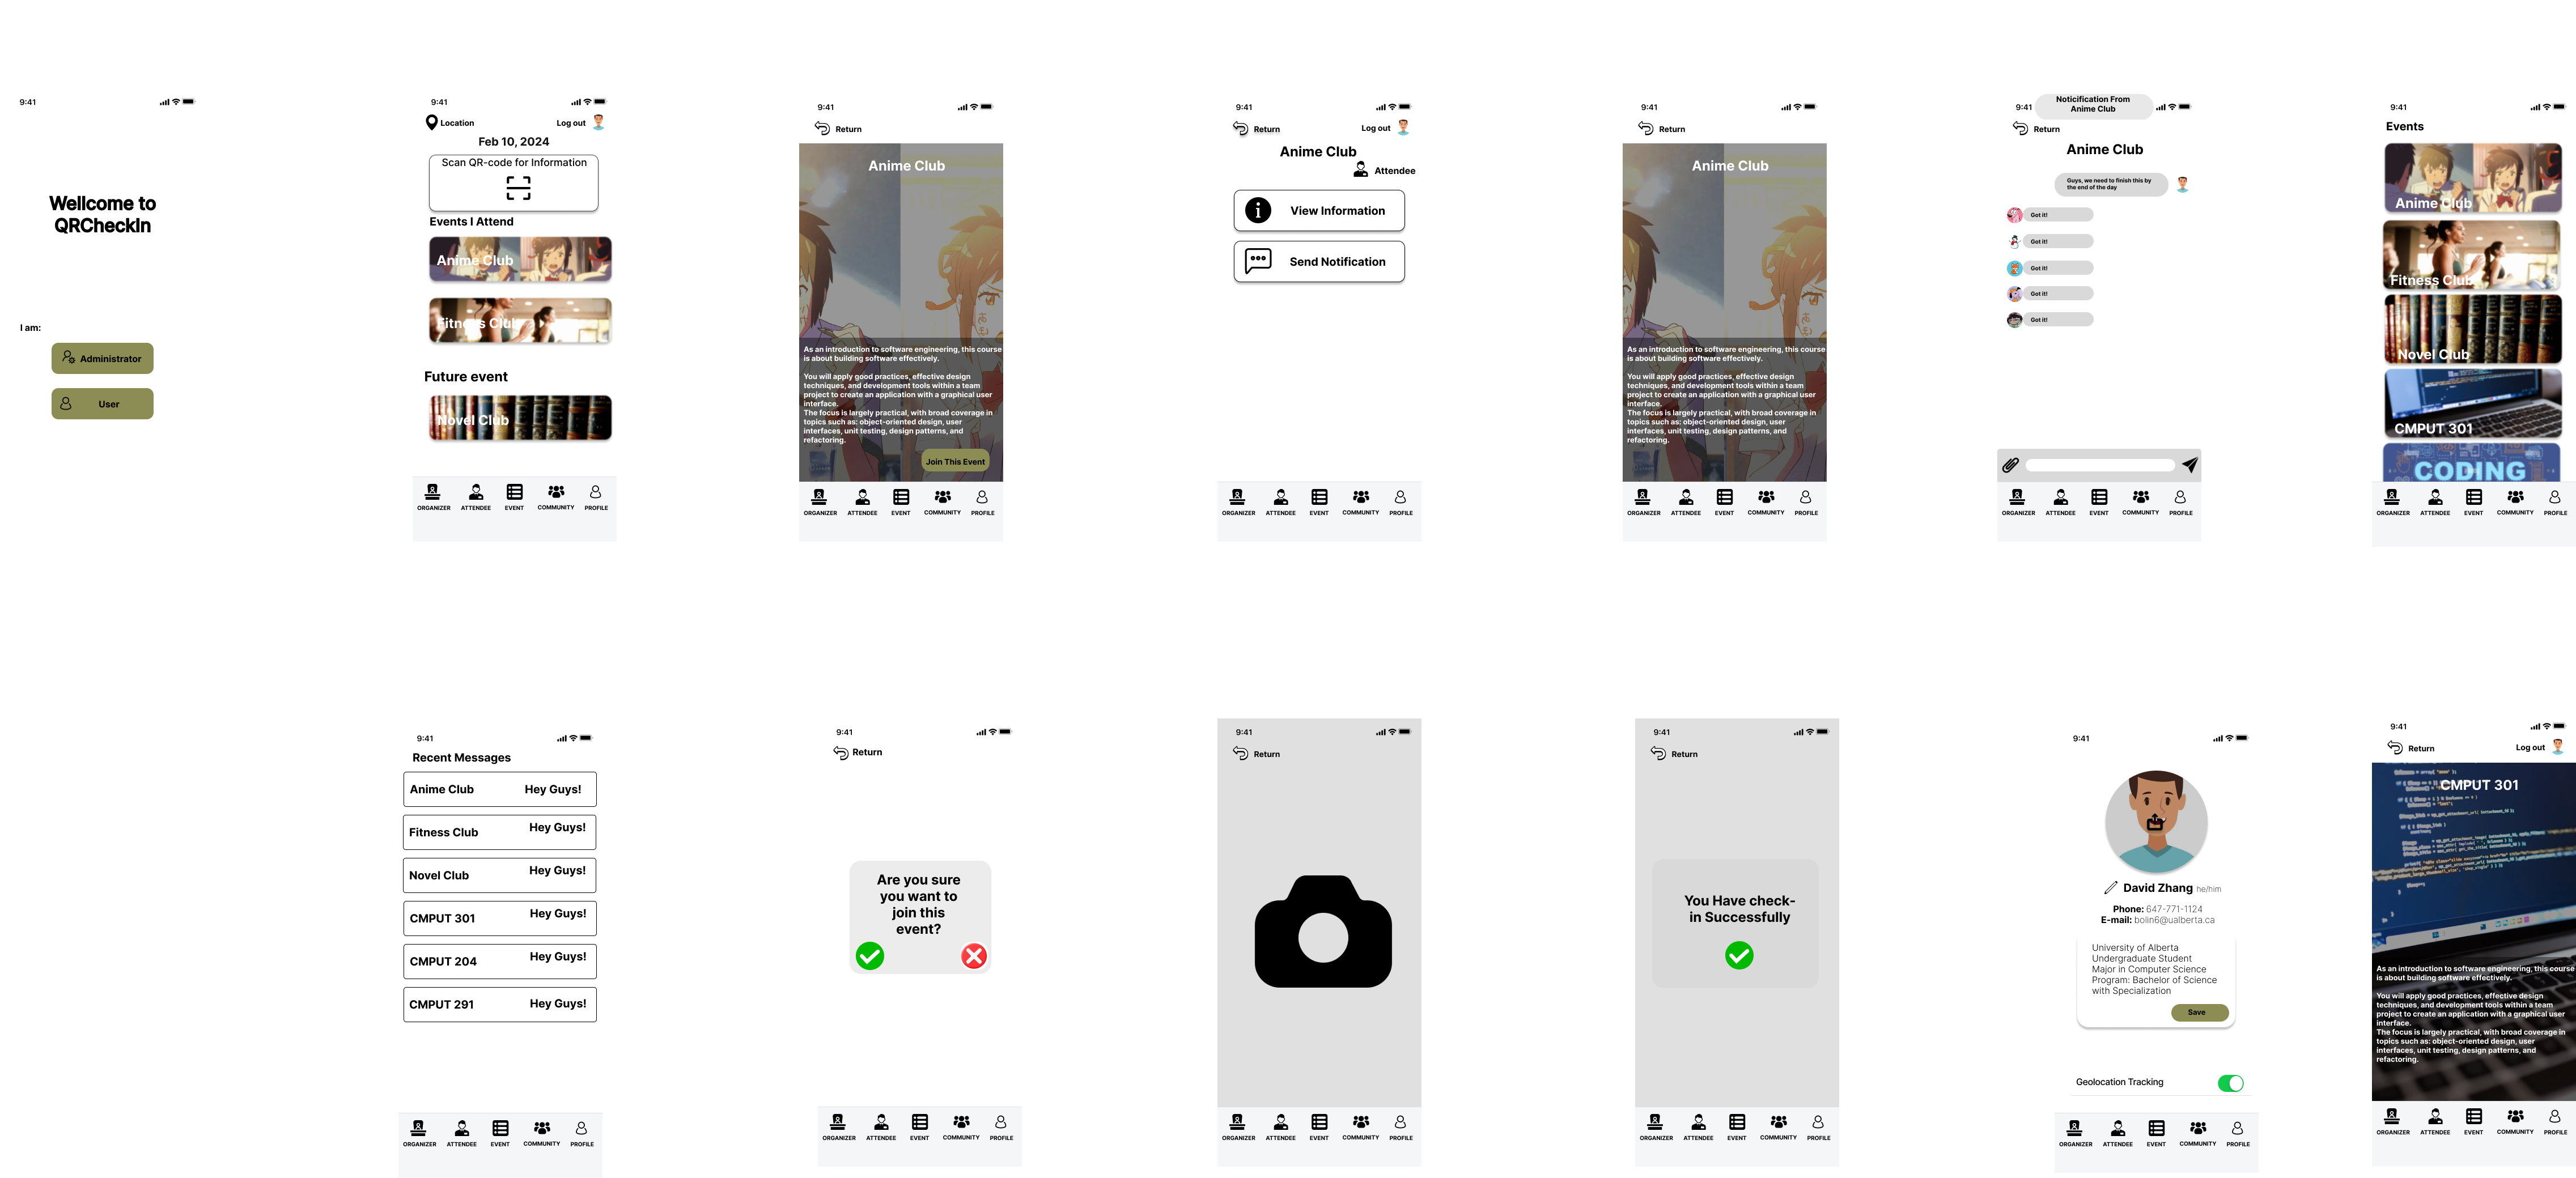 9:41
Wellcome to
QRCheckIn
I am:
Administrator
User
9:41
Location
Log out
Feb 10, 2024
Scan QR-code for Information
Events I Attend
Anime Club
Fitness Club
Future event
Novel Club
ORGANIZER ATTENDEE EVENT COMMUNITY PROFILE
9:41
Return
Anime Club
As an introduction to software engineering, this course
is about building software effectively.
You will apply good practices, effective design
techniques, and development tools within a team
project to create an application with a graphical user
interface.
The focus is largely practical, with broad coverage in
topics such as: object-oriented design, user
interfaces, unit testing, design patterns, and
refactoring.
Join This Event
ORGANIZER ATTENDEE EVENT COMMUNITY PROFILE
9:41
Return
Log out
Anime Club
Attendee
View Information
Send Notification
ORGANIZER ATTENDEE EVENT COMMUNITY PROFILE
9:41
Return
Anime Club
As an introduction to software engineering, this course
is about building software effectively.
You will apply good practices, effective design
techniques, and development tools within a team
project to create an application with a graphical user
interface.
The focus is largely practical, with broad coverage in
topics such as: object-oriented design, user
interfaces, unit testing, design patterns, and
refactoring.
ORGANIZER ATTENDEE EVENT COMMUNITY PROFILE
9:41
Noticification From
Anime Club
Return
Anime Club
Guys, we need to finish this by
the end of the day
Got it!
Got it!
Got it!
Got it!
Got it!
ORGANIZER ATTENDEE EVENT COMMUNITY PROFILE
9:41
Events
Anime Club
Fitness Club
Novel Club
CMPUT 301
CODING
ORGANIZER ATTENDEE EVENT COMMUNITY PROFILE
9:41
Recent Messages
Anime Club Hey Guys!
Fitness Club Hey Guys!
Novel Club Hey Guys!
CMPUT 301 Hey Guys!
CMPUT 204 Hey Guys!
CMPUT 291 Hey Guys!
ORGANIZER ATTENDEE EVENT COMMUNITY PROFILE
9:41
Return
Are you sure
you want to
join this
event?
ORGANIZER ATTENDEE EVENT COMMUNITY PROFILE
9:41
Return
ORGANIZER ATTENDEE EVENT COMMUNITY PROFILE
9:41
Return
You Have check-
in Successfully
ORGANIZER ATTENDEE EVENT COMMUNITY PROFILE
9:41
David Zhang he/him
Phone: 647-771-1124
E-mail: bolin6@ualberta.ca
University of Alberta
Undergraduate Student
Major in Computer Science
Program: Bachelor of Science
with Specialization
Save
Geolocation Tracking
ORGANIZER ATTENDEE EVENT COMMUNITY PROFILE
9:41
Return
Log out
CMPUT 301
As an introduction to software engineering, this course
is about building software effectively.
You will apply good practices, effective design
techniques, and development tools within a team
project to create an application with a graphical user
interface.
The focus is largely practical, with broad coverage in
topics such as: object-oriented design, user
interfaces, unit testing, design patterns, and
refactoring.
ORGANIZER ATTENDEE EVENT COMMUNITY PROFILE